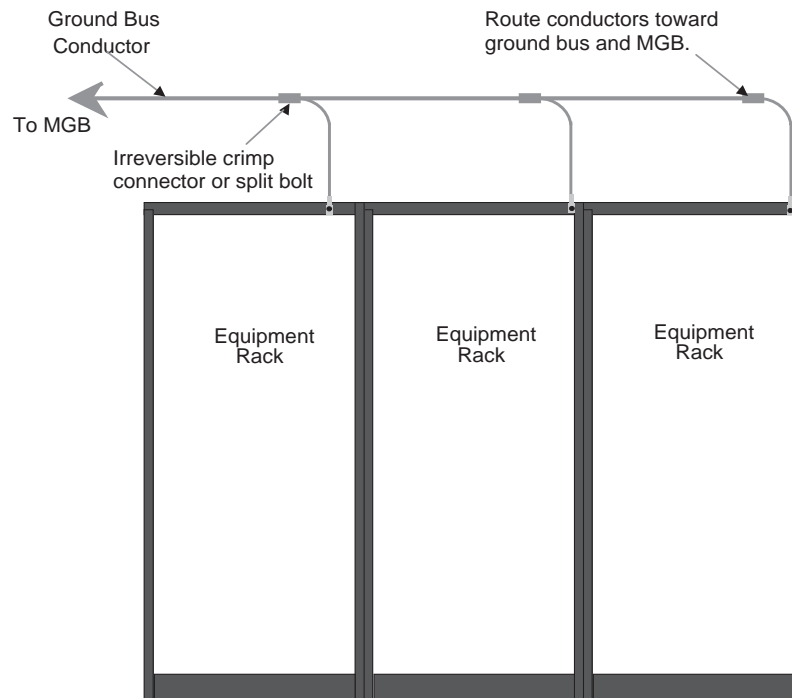 Ground Bus
Conductor
Route conductors toward
ground bus and MGB.
To MGB
Irreversible crimp
connector or split bolt
Equipment
Rack
Equipment
Rack
Equipment
Rack